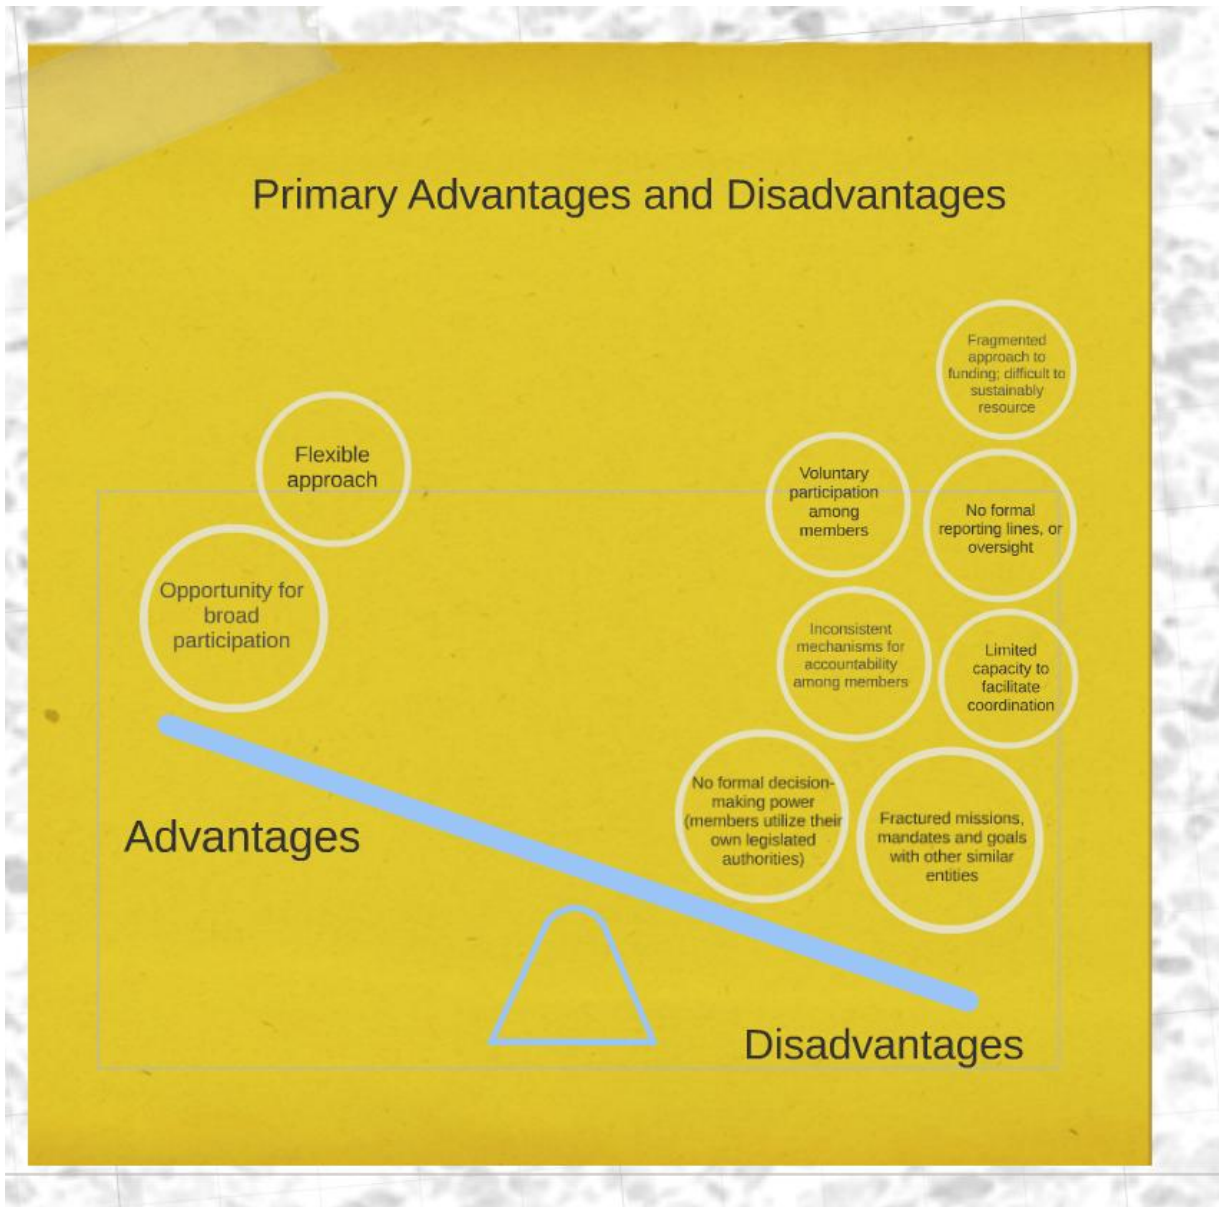 Primary Advantages and Disadvantages
Flexible
approach
Opportunity for
broad
participation
Advantages
Fragmented
approach to
funding; difficult to
sustainably
resource
Voluntary
participation
among
members
No formal
reporting lines, or
oversight
Inconsistent
mechanisms for
accountability
among members
Limited
capacity to
facilitate
coordination
No formal decision-
making power
(members utilize their
own legislated
authorities)
Fractured missions,
mandates and goals
with other similar
entities
Disadvantages